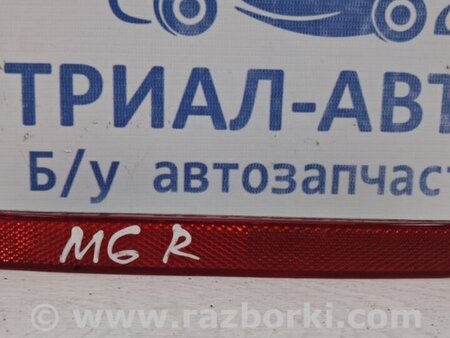 ТРИАЛ-АВТ
Б/у автозапчаст
M6 R
© www.razborki.com